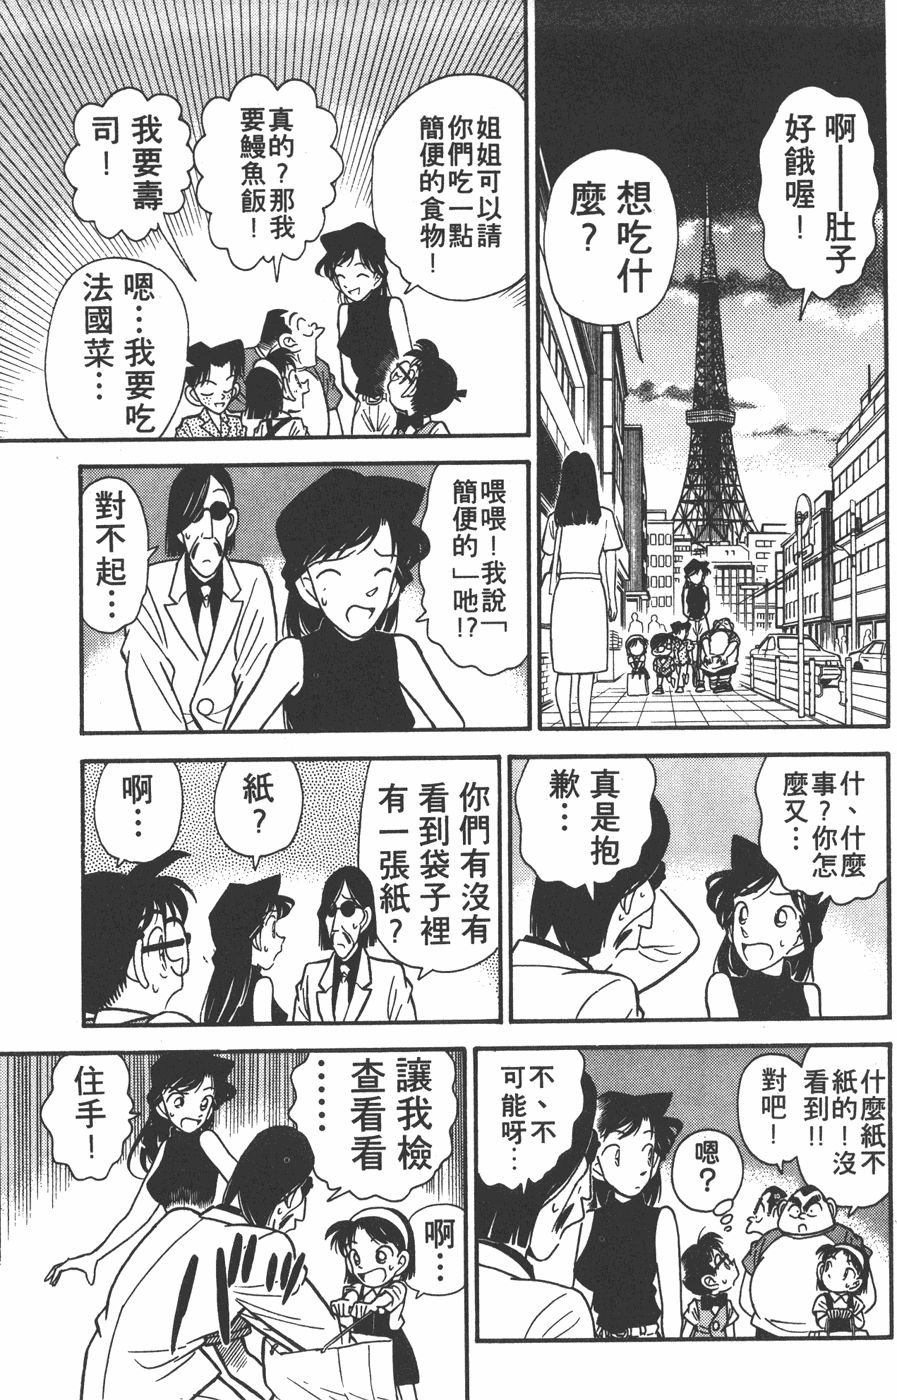 啊——肚子
好餓喔！
想吃什
麼？
姐姐可以請
你們吃一點
簡便的食物
！
真的？那我
要鰻魚飯！
我要壽
司！
嗯…我要吃
法國菜…
喂喂！我說「
簡便的」吔!?
對不起…
什、什麼
事？你怎
麼又…
真是抱
歉…
你們有沒有
看到袋子裡
有一張紙？
紙？
啊…
什麼紙不
紙的！沒
看到!!
對吧！
嗯？
不、不
可能呀…
讓我檢
查看看
……
啊…
住手！